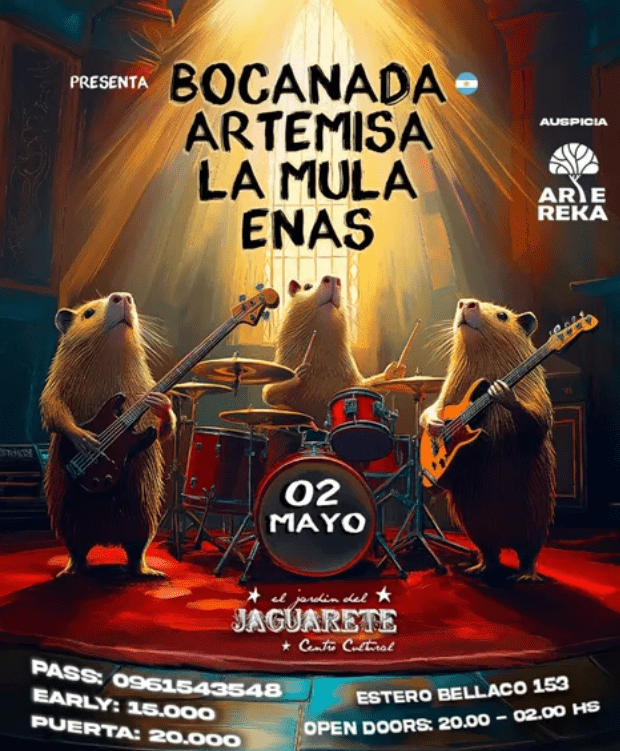 PRESENTA
BOCANADA
ARTEMISA
LA MULA
ENAS
AUSPICIA
ARTE
REKA
02
MAYO
el jardin del
JAGUARETE
Centro Cultural
PASS: 0961543548
EARLY: 15.000
PUERTA: 20.000
ESTERO BELLACO 153
OPEN DOORS: 20.00 - 02.00 HS